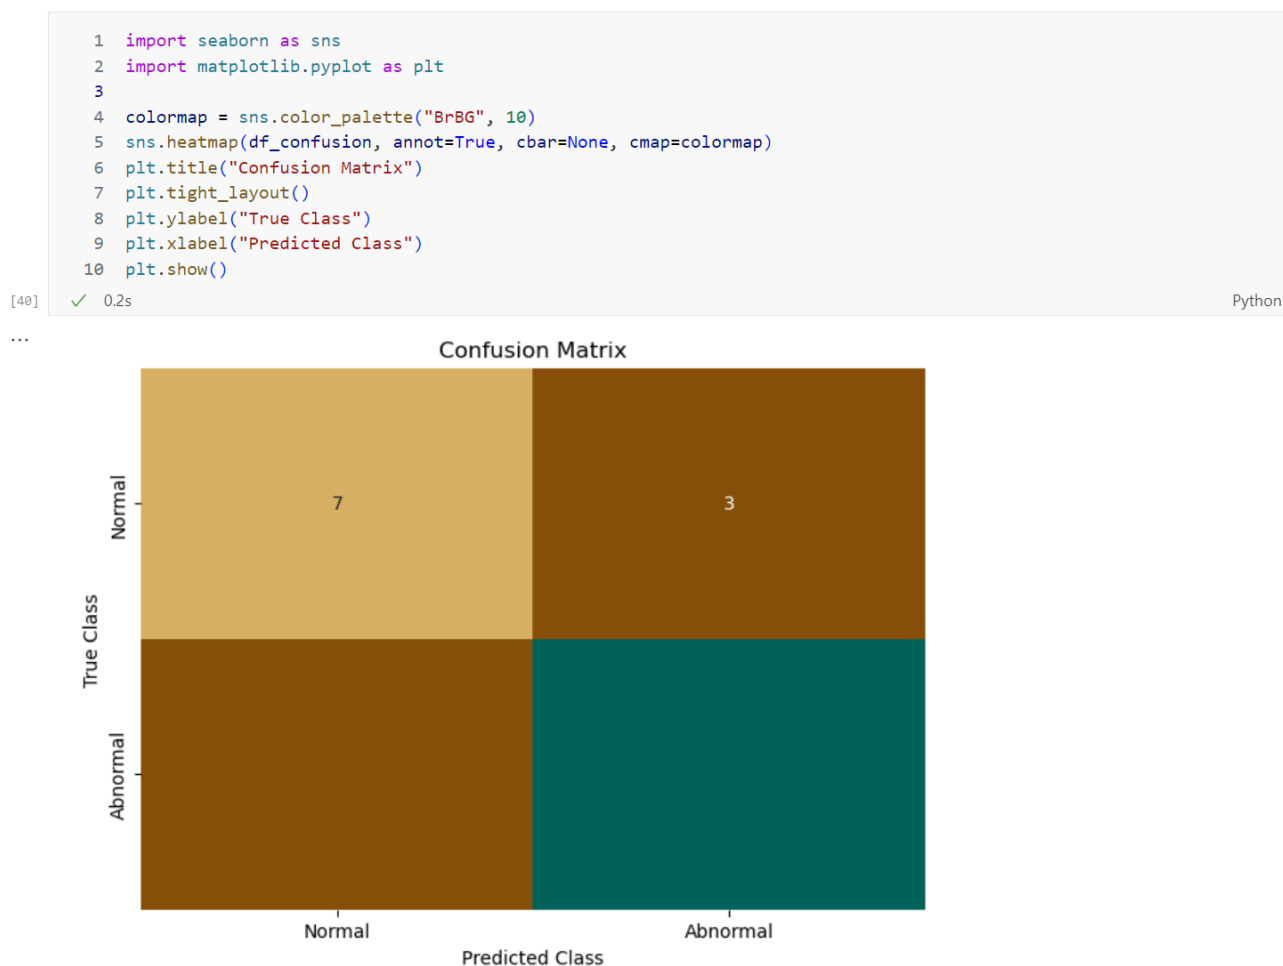 1 import seaborn as sns
2 import matplotlib.pyplot as plt
3
4 colormap = sns.color_palette("BrBG", 10)
5 sns.heatmap(df_confusion, annot=True, cbar=None, cmap=colormap)
6 plt.title("Confusion Matrix")
7 plt.tight_layout()
8 plt.ylabel("True Class")
9 plt.xlabel("Predicted Class")
10 plt.show()
[40] ✓ 0.2s Python
...
Confusion Matrix
Normal
7 3
True Class
Abnormal
Normal Abnormal
Predicted Class